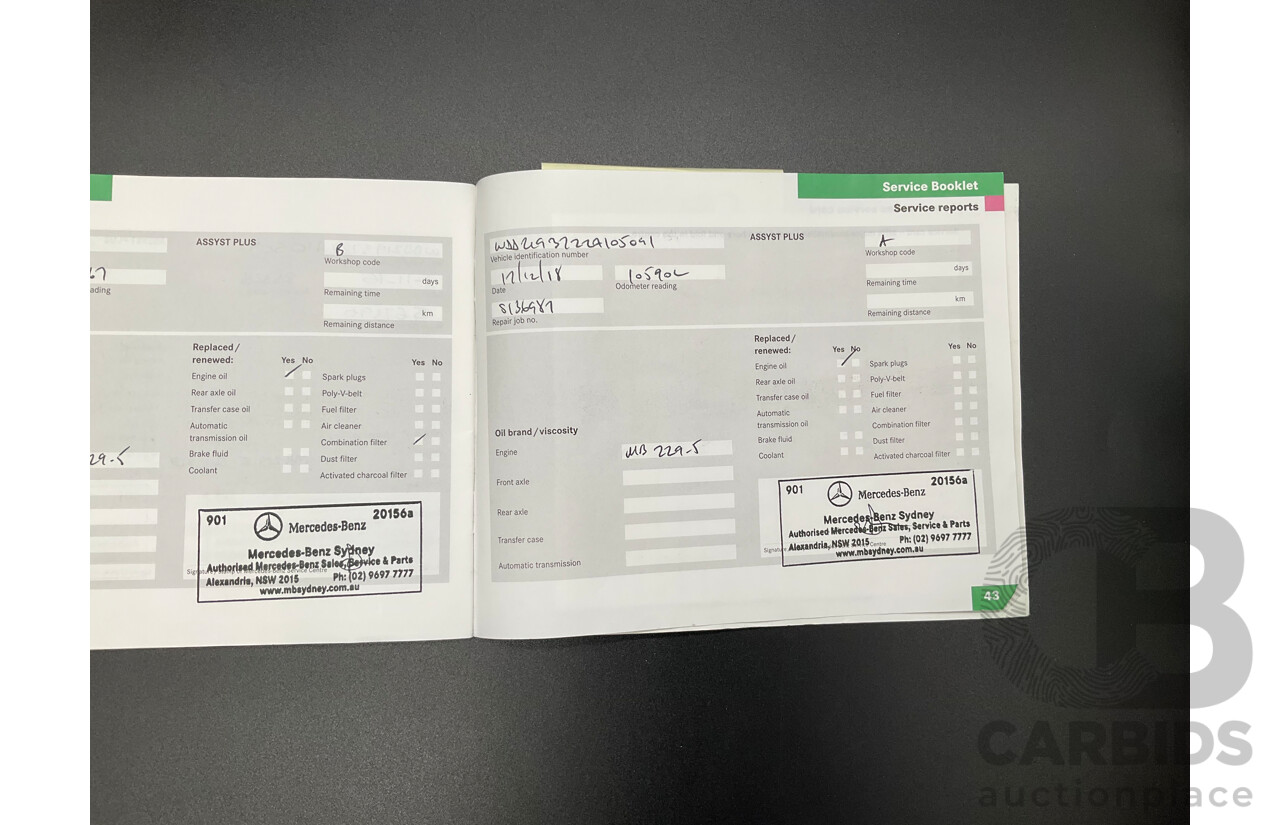 Service Booklet
Service reports
ASSYST PLUS
B
Workshop code
ading
days
Remaining time
km
Remaining distance
Replaced/
renewed:
Yes No
Yes No
Engine oil
Spark plugs
Rear axle oil
Poly-V-belt
Transfer case oil
Fuel filter
Automatic
transmission oil
Air cleaner
Combination filter
Brake fluid
Dust filter
Coolant
Activated charcoal filter
29.5
901
20156a
Mercedes-Benz
Mercedes-Benz Sydney
Authorised Mercedes-Benz Sales, Service & Parts
Alexandria, NSW 2015 Ph: (02) 9697 7777
www.mbsydney.com.au
WDD2193222A105091
Vehicle identification number
ASSYST PLUS
A
Workshop code
Date
105902
Odometer reading
days
Remaining time
Repair job no.
km
Remaining distance
Replaced/
renewed:
Yes No
Yes No
Engine oil
Spark plugs
Rear axle oil
Poly-V-belt
Transfer case oil
Fuel filter
Automatic
transmission oil
Air cleaner
Combination filter
Brake fluid
Dust filter
Coolant
Activated charcoal filter
Oil brand/viscosity
Engine
MB 229.5
Front axle
Rear axle
Transfer case
Automatic transmission
901
20156a
Mercedes-Benz
Mercedes-Benz Sydney
Authorised Mercedes-Benz Sales, Service & Parts
Alexandria, NSW 2015 Ph: (02) 9697 7777
www.mbsydney.com.au
43
CB
CARBIDS
auctionplace